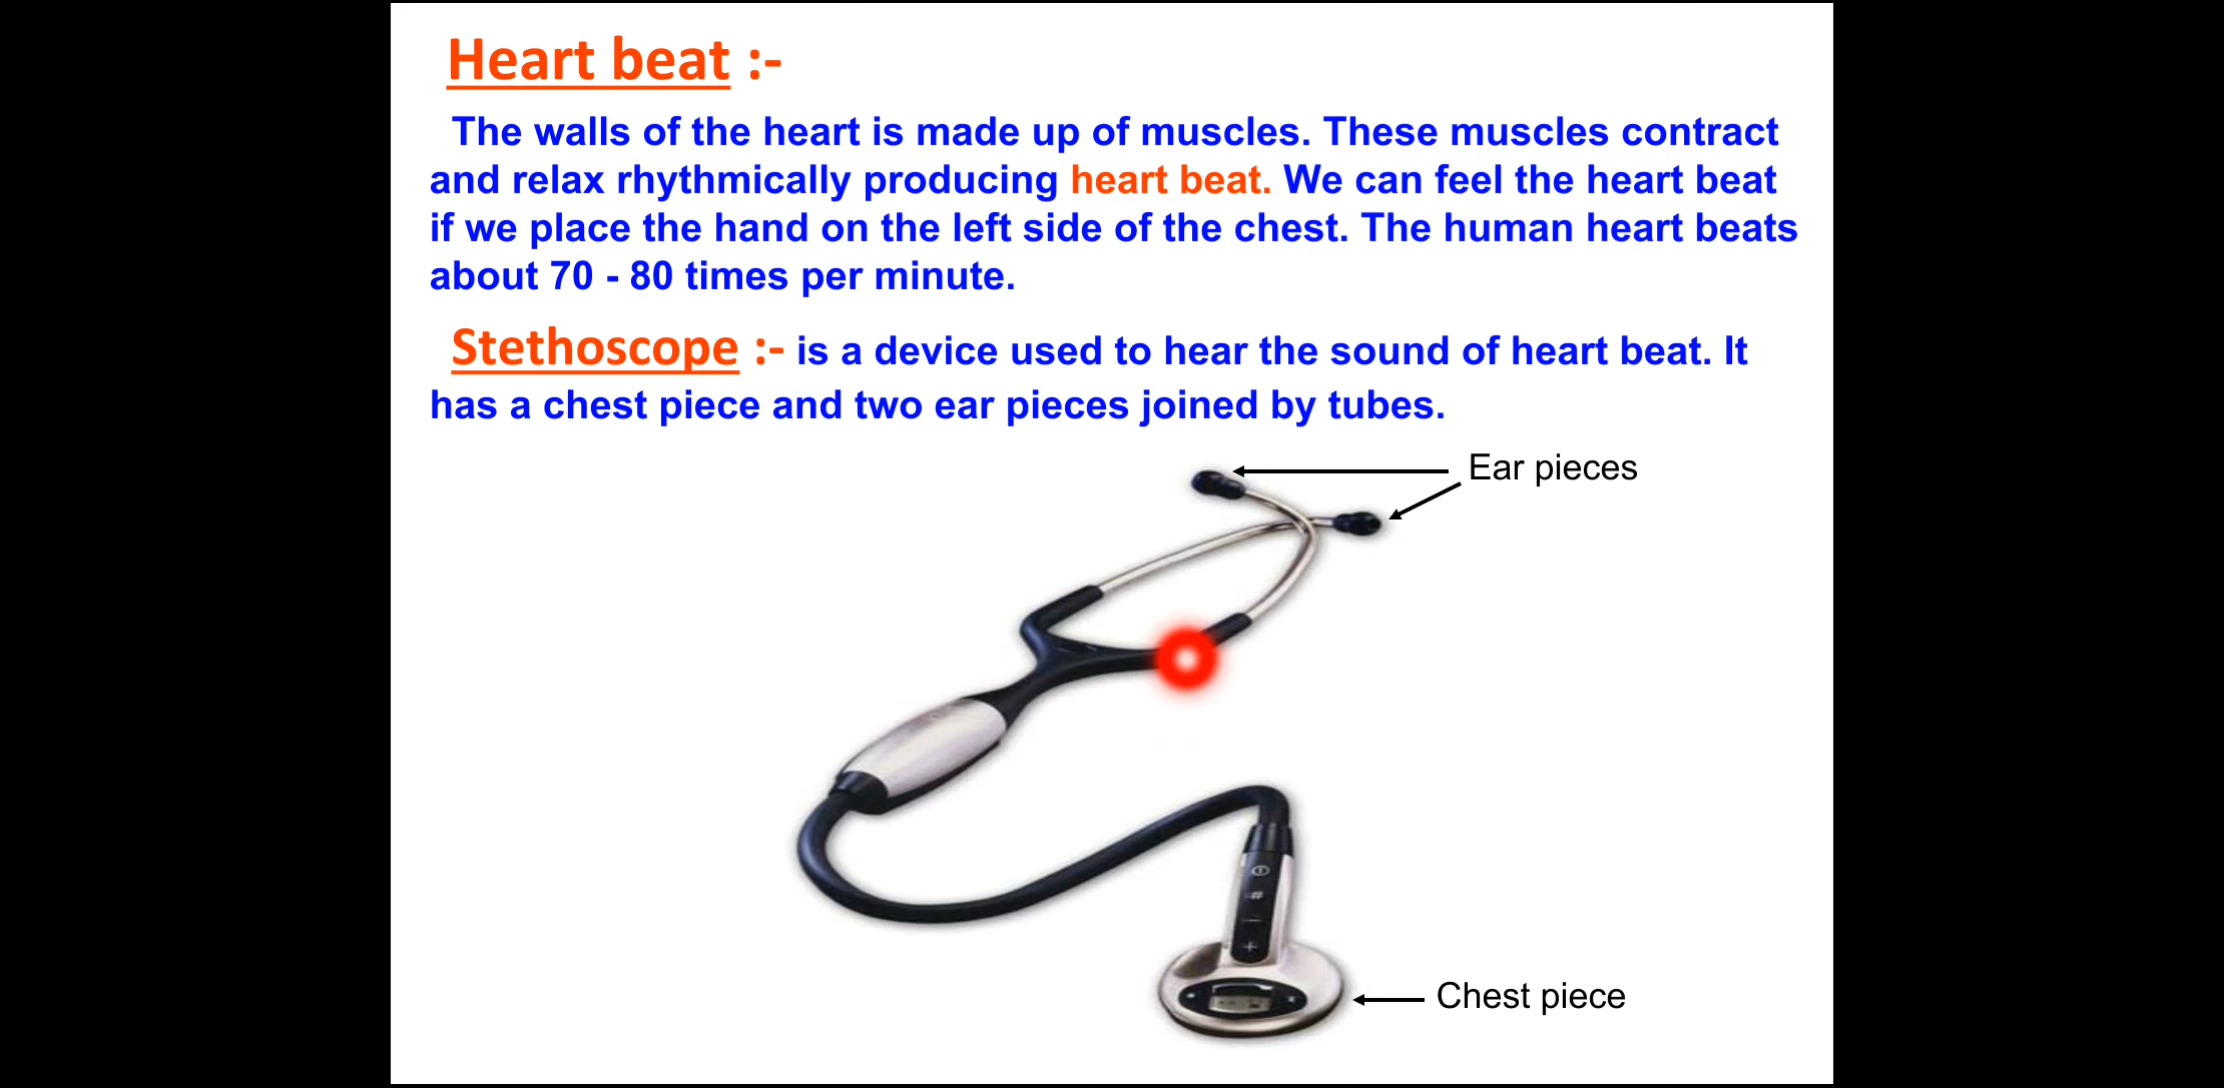 Heart beat :-
The walls of the heart is made up of muscles. These muscles contract
and relax rhythmically producing heart beat. We can feel the heart beat
if we place the hand on the left side of the chest. The human heart beats
about 70 - 80 times per minute.
Stethoscope :- is a device used to hear the sound of heart beat. It
has a chest piece and two ear pieces joined by tubes.
Ear pieces
Chest piece